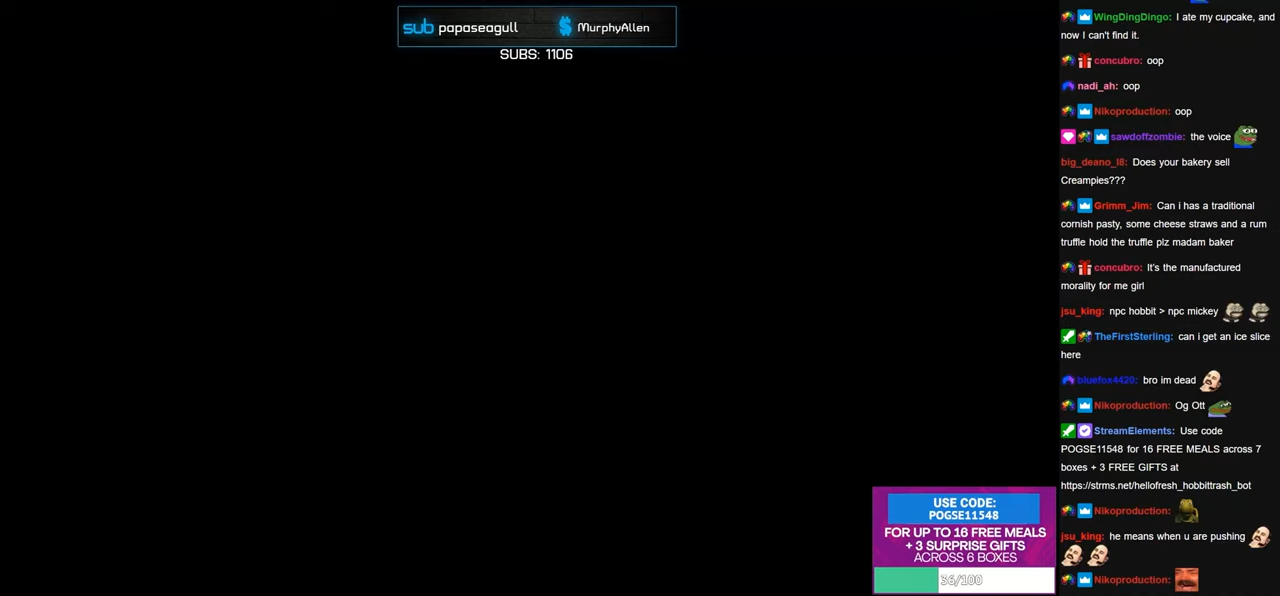 sub papaseagull $ MurphyAllen
SUBS: 1106
WingDingDingo: I ate my cupcake, and
now I can't find it.
concubro: oop
nadi_ah: oop
Nikoproduction: oop
sawdoffzombie: the voice
big_deano_l8: Does your bakery sell
Creampies???
Grimm_Jim: Can i has a traditional
cornish pasty, some cheese straws and a rum
truffle hold the truffle plz madam baker
concubro: It's the manufactured
morality for me girl
jsu_king: npc hobbit > npc mickey
TheFirstSterling: can i get an ice slice
here
bluefox4420: bro im dead
Nikoproduction: Og Ott
StreamElements: Use code
POGSE11548 for 16 FREE MEALS across 7
boxes + 3 FREE GIFTS at
https://strms.net/hellofresh_hobbittrash_bot
Nikoproduction:
jsu_king: he means when u are pushing
Nikoproduction:
USE CODE:
POGSE11548
FOR UP TO 16 FREE MEALS
+ 3 SURPRISE GIFTS
ACROSS 6 BOXES
36/100